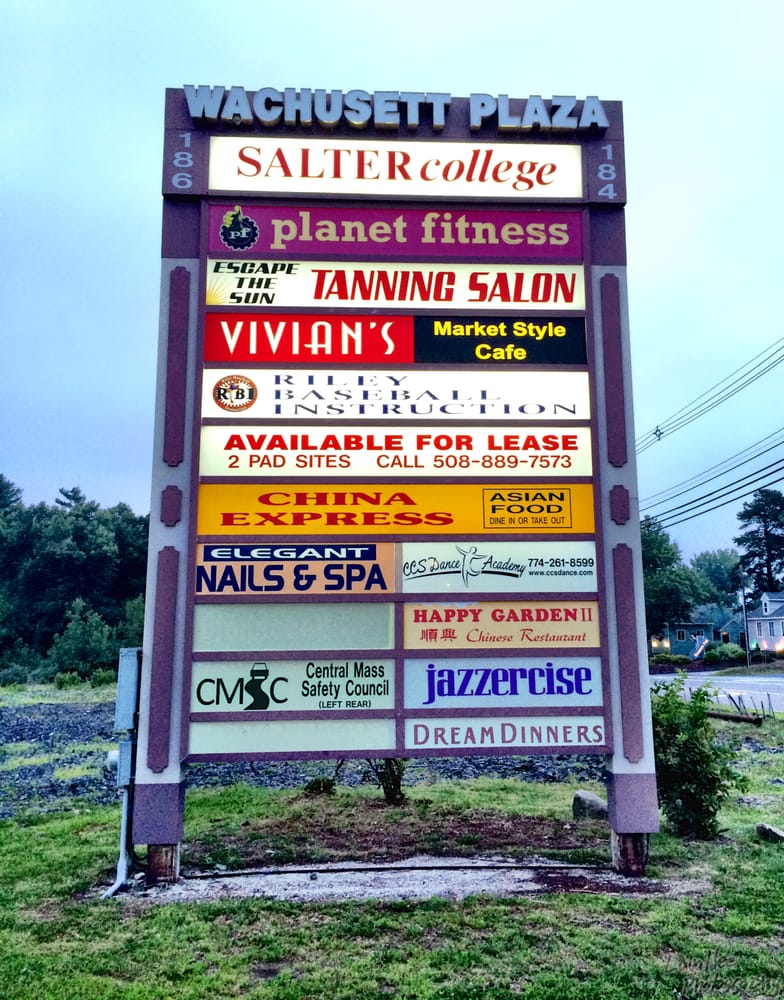 WACHUSETT PLAZA
186
184
SALTER college
pf
planet fitness
ESCAPE
THE
SUN
TANNING SALON
VIVIAN'S
Market Style
Cafe
RBI
RILEY
BASEBALL
INSTRUCTION
AVAILABLE FOR LEASE
2 PAD SITES CALL 508-889-7573
CHINA
EXPRESS
ASIAN
FOOD
DINE IN OR TAKE OUT
ELEGANT
NAILS & SPA
CCS Dance Academy
774-261-8599
www.ccsdance.com
HAPPY GARDEN II
順興 Chinese Restaurant
CMSC
Central Mass
Safety Council
(LEFT REAR)
jazzercise
DREAM DINNERS